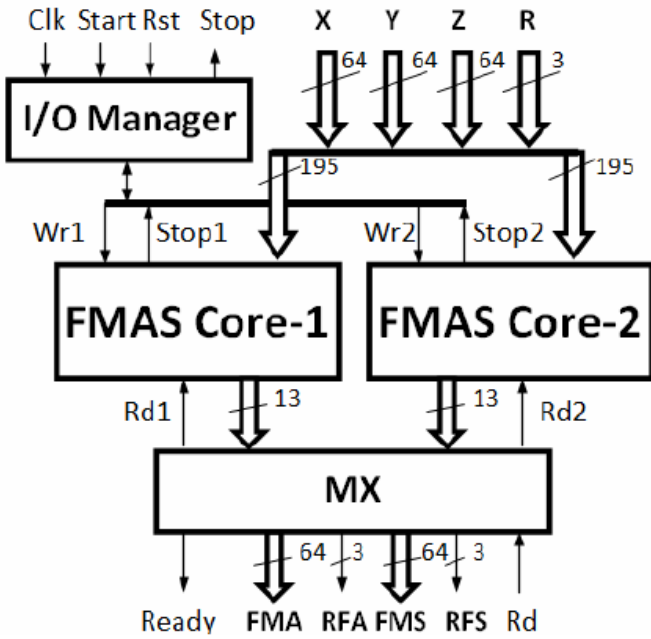 Clk Start Rst Stop X Y Z R
64 64 64 3
I/O Manager
195 195
Wr1 Stop1 Wr2 Stop2
FMAS Core-1 FMAS Core-2
Rd1 13 13 Rd2
MX
64 3 64 3
Ready FMA RFA FMS RFS Rd